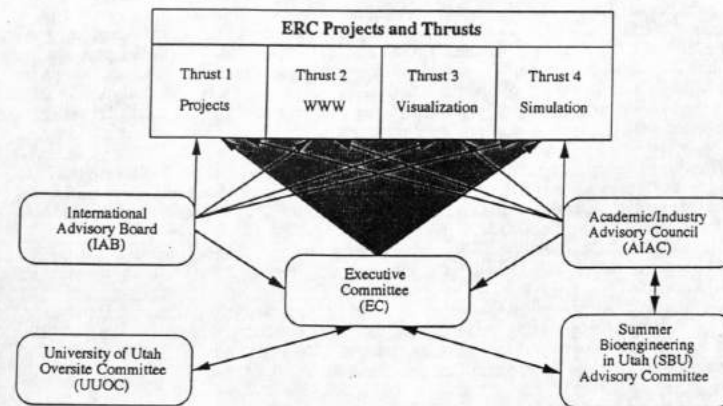 ERC Projects and Thrusts
Thrust 1
Projects
Thrust 2
WWW
Thrust 3
Visualization
Thrust 4
Simulation
International
Advisory Board
(IAB)
Academic/Industry
Advisory Council
(AIAC)
Executive
Committee
(EC)
University of Utah
Oversite Committee
(UUOC)
Summer
Bioengineering
in Utah (SBU)
Advisory Committee